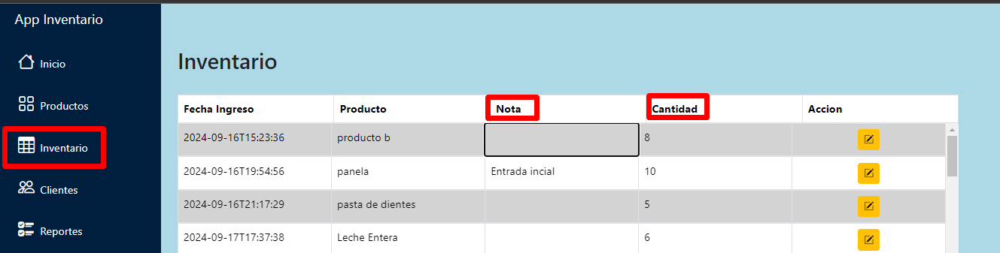 App Inventario
Inicio
Productos
Inventario
Clientes
Reportes
Inventario
Fecha Ingreso Producto Nota Cantidad Accion
2024-09-16T15:23:36 producto b 8
2024-09-16T19:54:56 panela Entrada incial 10
2024-09-16T21:17:29 pasta de dientes 5
2024-09-17T17:37:38 Leche Entera 6